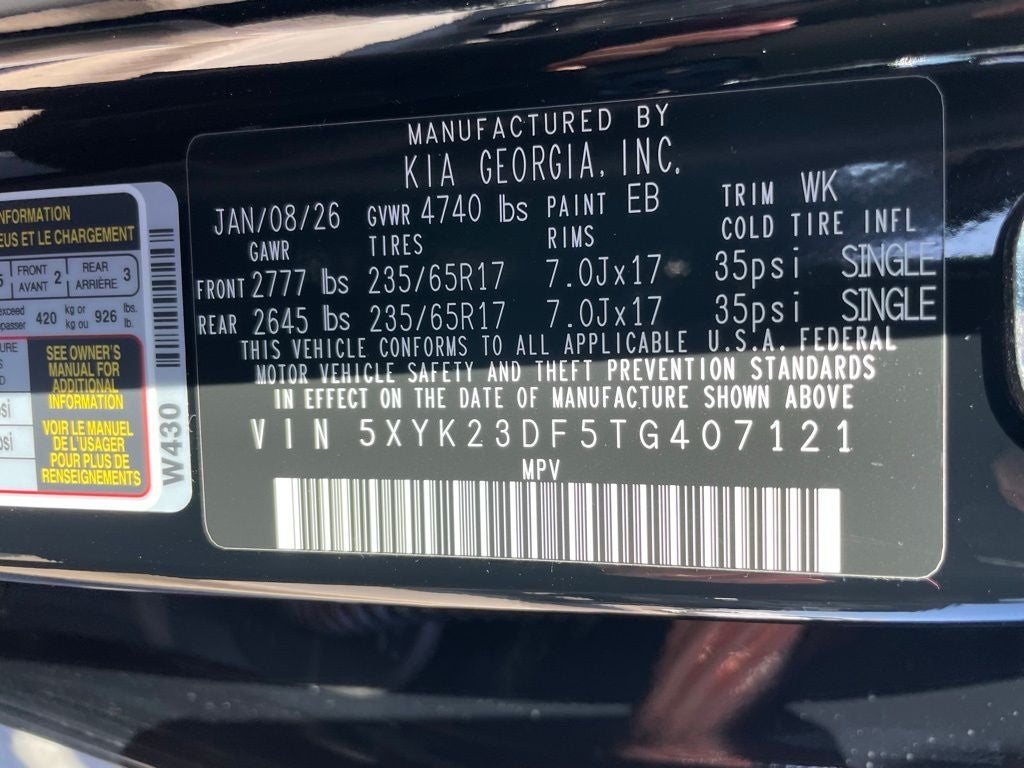 MANUFACTURED BY
KIA GEORGIA, INC.
JAN/08/26 GVWR 4740 lbs PAINT EB TRIM WK
GAWR TIRES RIMS COLD TIRE INFL
FRONT 2777 lbs 235/65R17 7.0Jx17 35psi SINGLE
REAR 2645 lbs 235/65R17 7.0Jx17 35psi SINGLE
THIS VEHICLE CONFORMS TO ALL APPLICABLE U.S.A. FEDERAL
MOTOR VEHICLE SAFETY AND THEFT PREVENTION STANDARDS
IN EFFECT ON THE DATE OF MANUFACTURE SHOWN ABOVE
VIN 5XYK23DF5TG407121
MPV
ET LE CHARGEMENT
FRONT 2 REAR 3
AVANT ARRIÈRE
420 kg or 926 lbs.
kg ou lb.
SEE OWNER'S
MANUAL FOR
ADDITIONAL
INFORMATION
VOIR LE MANUEL
DE L'USAGER
POUR PLUS DE
RENSEIGNEMENTS
W430